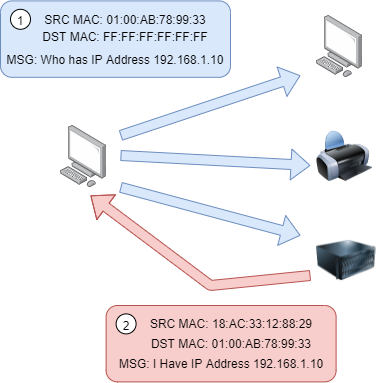 1
SRC MAC: 01:00:AB:78:99:33
DST MAC: FF:FF:FF:FF:FF:FF
MSG: Who has IP Address 192.168.1.10
2
SRC MAC: 18:AC:33:12:88:29
DST MAC: 01:00:AB:78:99:33
MSG: I Have IP Address 192.168.1.10